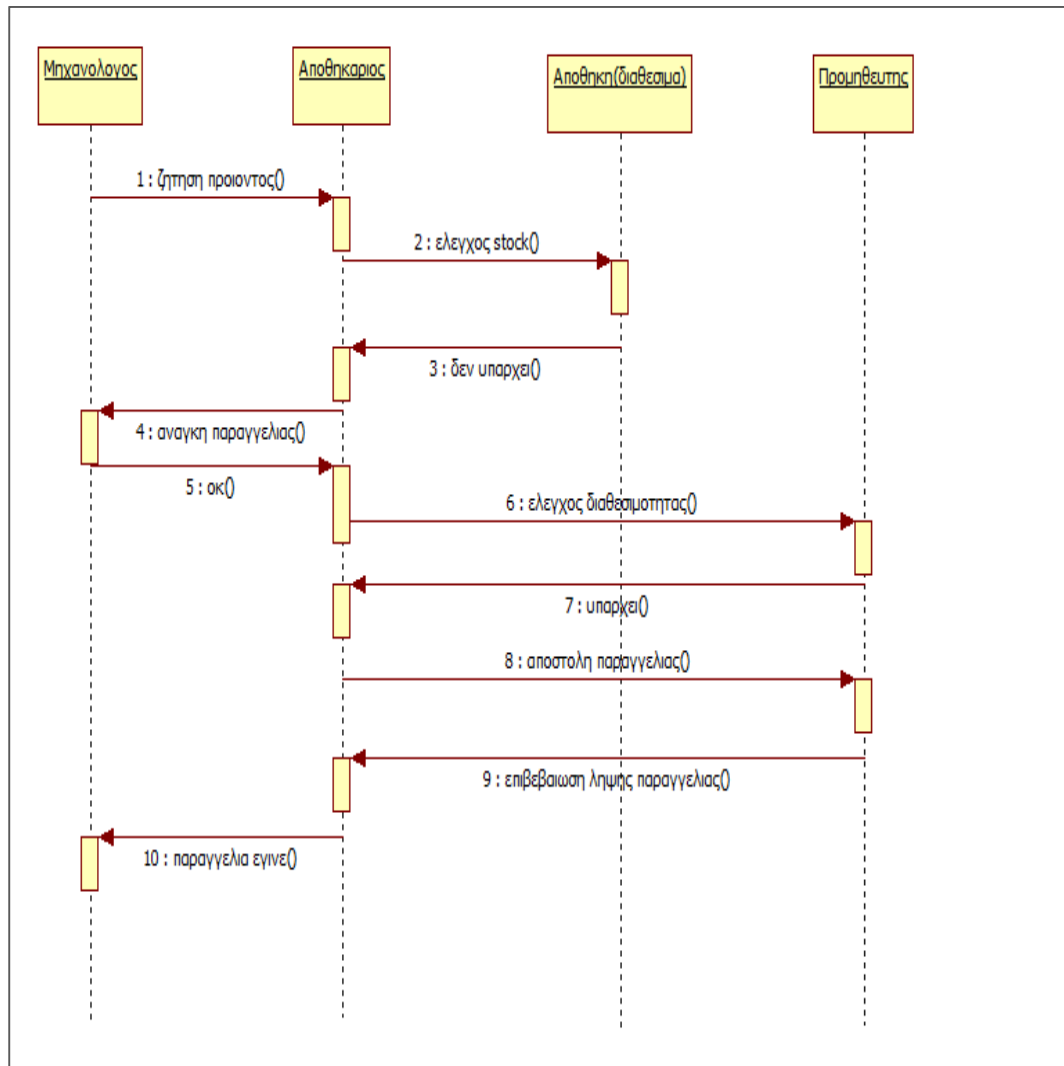 Μηχανολογος
Αποθηκαριος
Αποθηκη(διαθεσιμα)
Προμηθευτης
1 : ζητηση προιοντος()
2 : ελεγχος stock()
3 : δεν υπαρχει()
4 : αναγκη παραγγελιας()
5 : οκ()
6 : ελεγχος διαθεσιμοτητας()
7 : υπαρχει()
8 : αποστολη παραγγελιας()
9 : επιβεβαιωση ληψης παραγγελιας()
10 : παραγγελια εγινε()